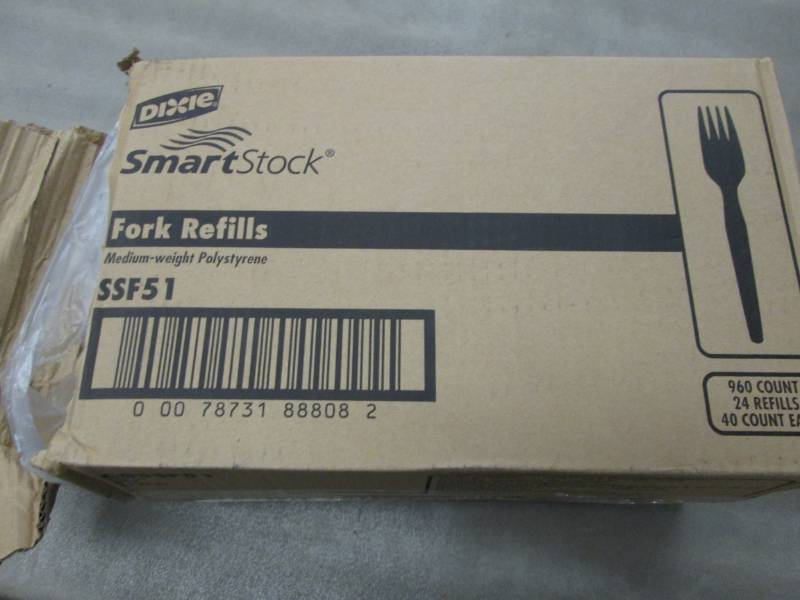 DIXIE®
SmartStock®
Fork Refills
Medium-weight Polystyrene
SSF51
0 00 78731 88808 2
960 COUNT
24 REFILLS
40 COUNT